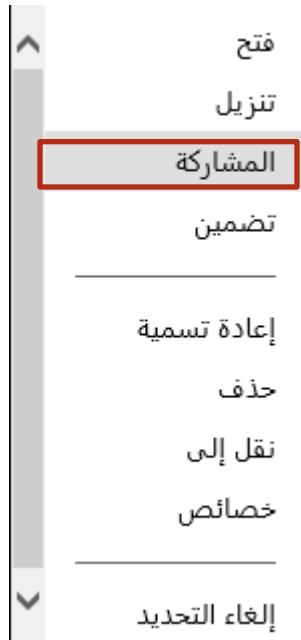 فتح
تنزيل
المشاركة
تضمين
إعادة تسمية
حذف
نقل إلى
خصائص
إلغاء التحديد